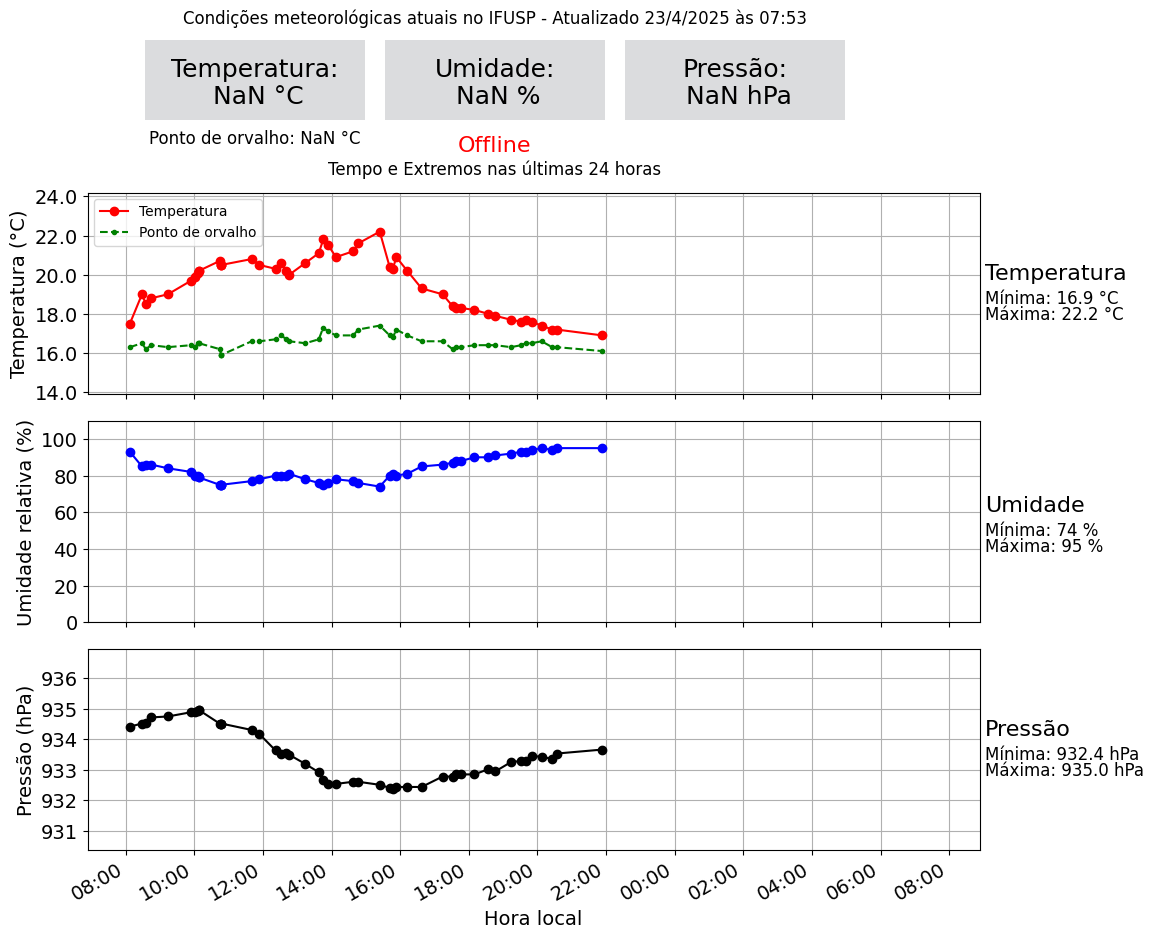 Condições meteorológicas atuais no IFUSP - Atualizado 23/4/2025 às 07:53
Temperatura:
NaN °C
Umidade:
NaN %
Pressão:
NaN hPa
Ponto de orvalho: NaN °C
Offline
Tempo e Extremos nas últimas 24 horas
Temperatura (°C)
24.0
22.0
20.0
18.0
16.0
14.0
Temperatura
Ponto de orvalho
Temperatura
Mínima: 16.9 °C
Máxima: 22.2 °C
Umidade relativa (%)
100
80
60
40
20
0
Umidade
Mínima: 74 %
Máxima: 95 %
Pressão (hPa)
936
935
934
933
932
931
Pressão
Mínima: 932.4 hPa
Máxima: 935.0 hPa
08:00 10:00 12:00 14:00 16:00 18:00 20:00 22:00 00:00 02:00 04:00 06:00 08:00
Hora local